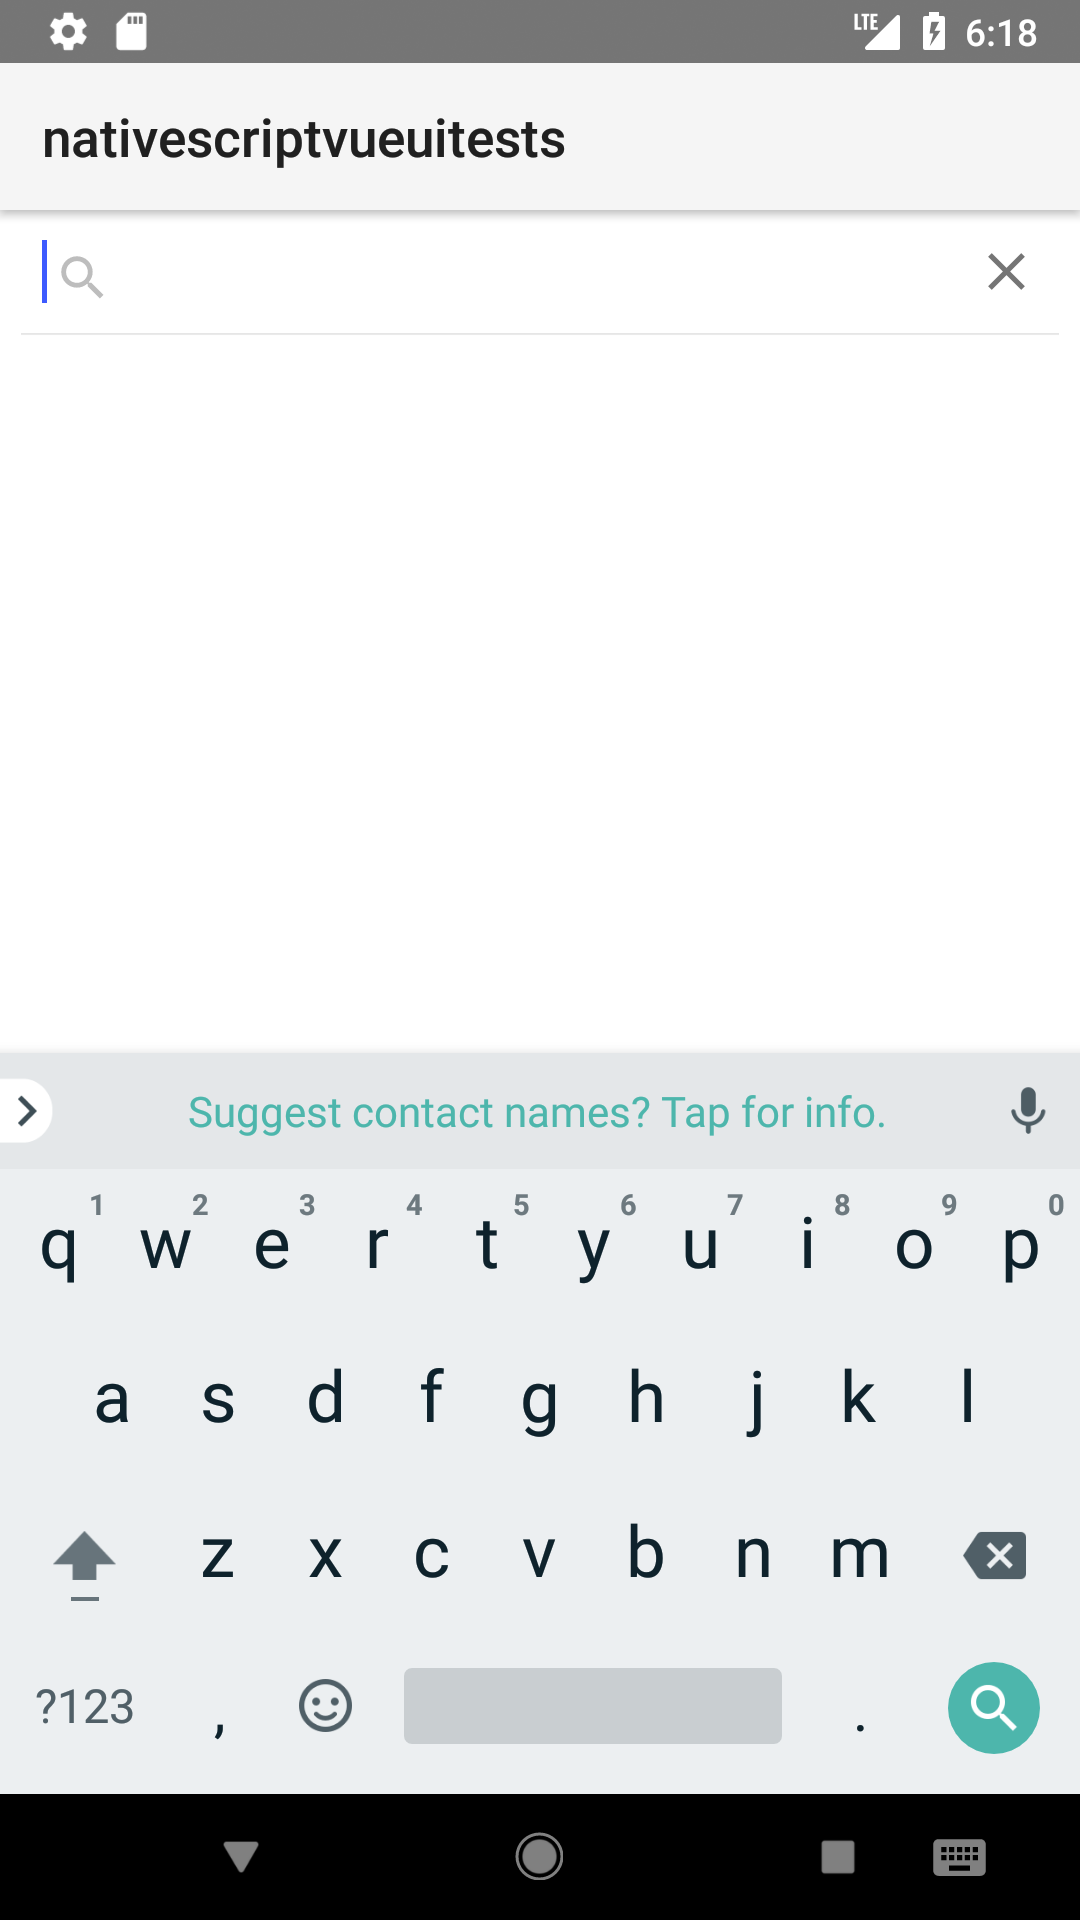 LTE 6:18
nativescriptvueuitests
Suggest contact names? Tap for info.
1 2 3 4 5 6 7 8 9 0
q w e r t y u i o p
a s d f g h j k l
z x c v b n m
?123 , .